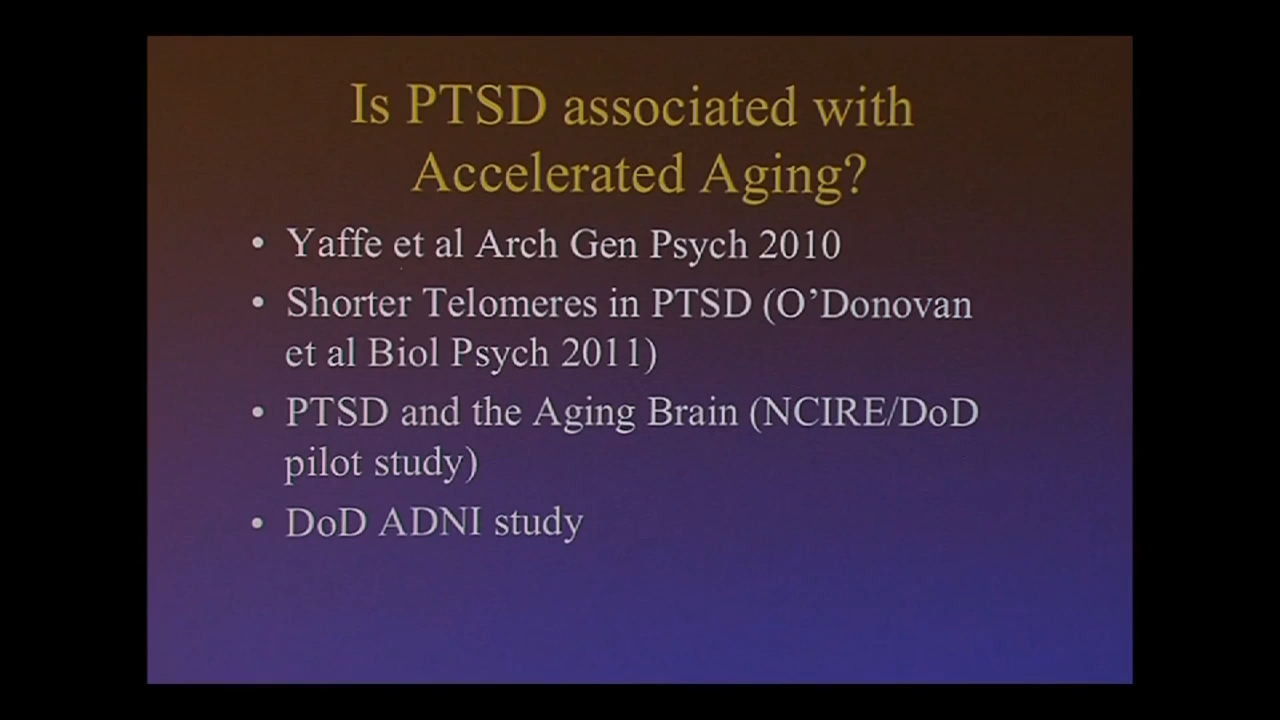 Is PTSD associated with
Accelerated Aging?
• Yaffe et al Arch Gen Psych 2010
• Shorter Telomeres in PTSD (O’Donovan
et al Biol Psych 2011)
• PTSD and the Aging Brain (NCIRE/DoD
pilot study)
• DoD ADNI study